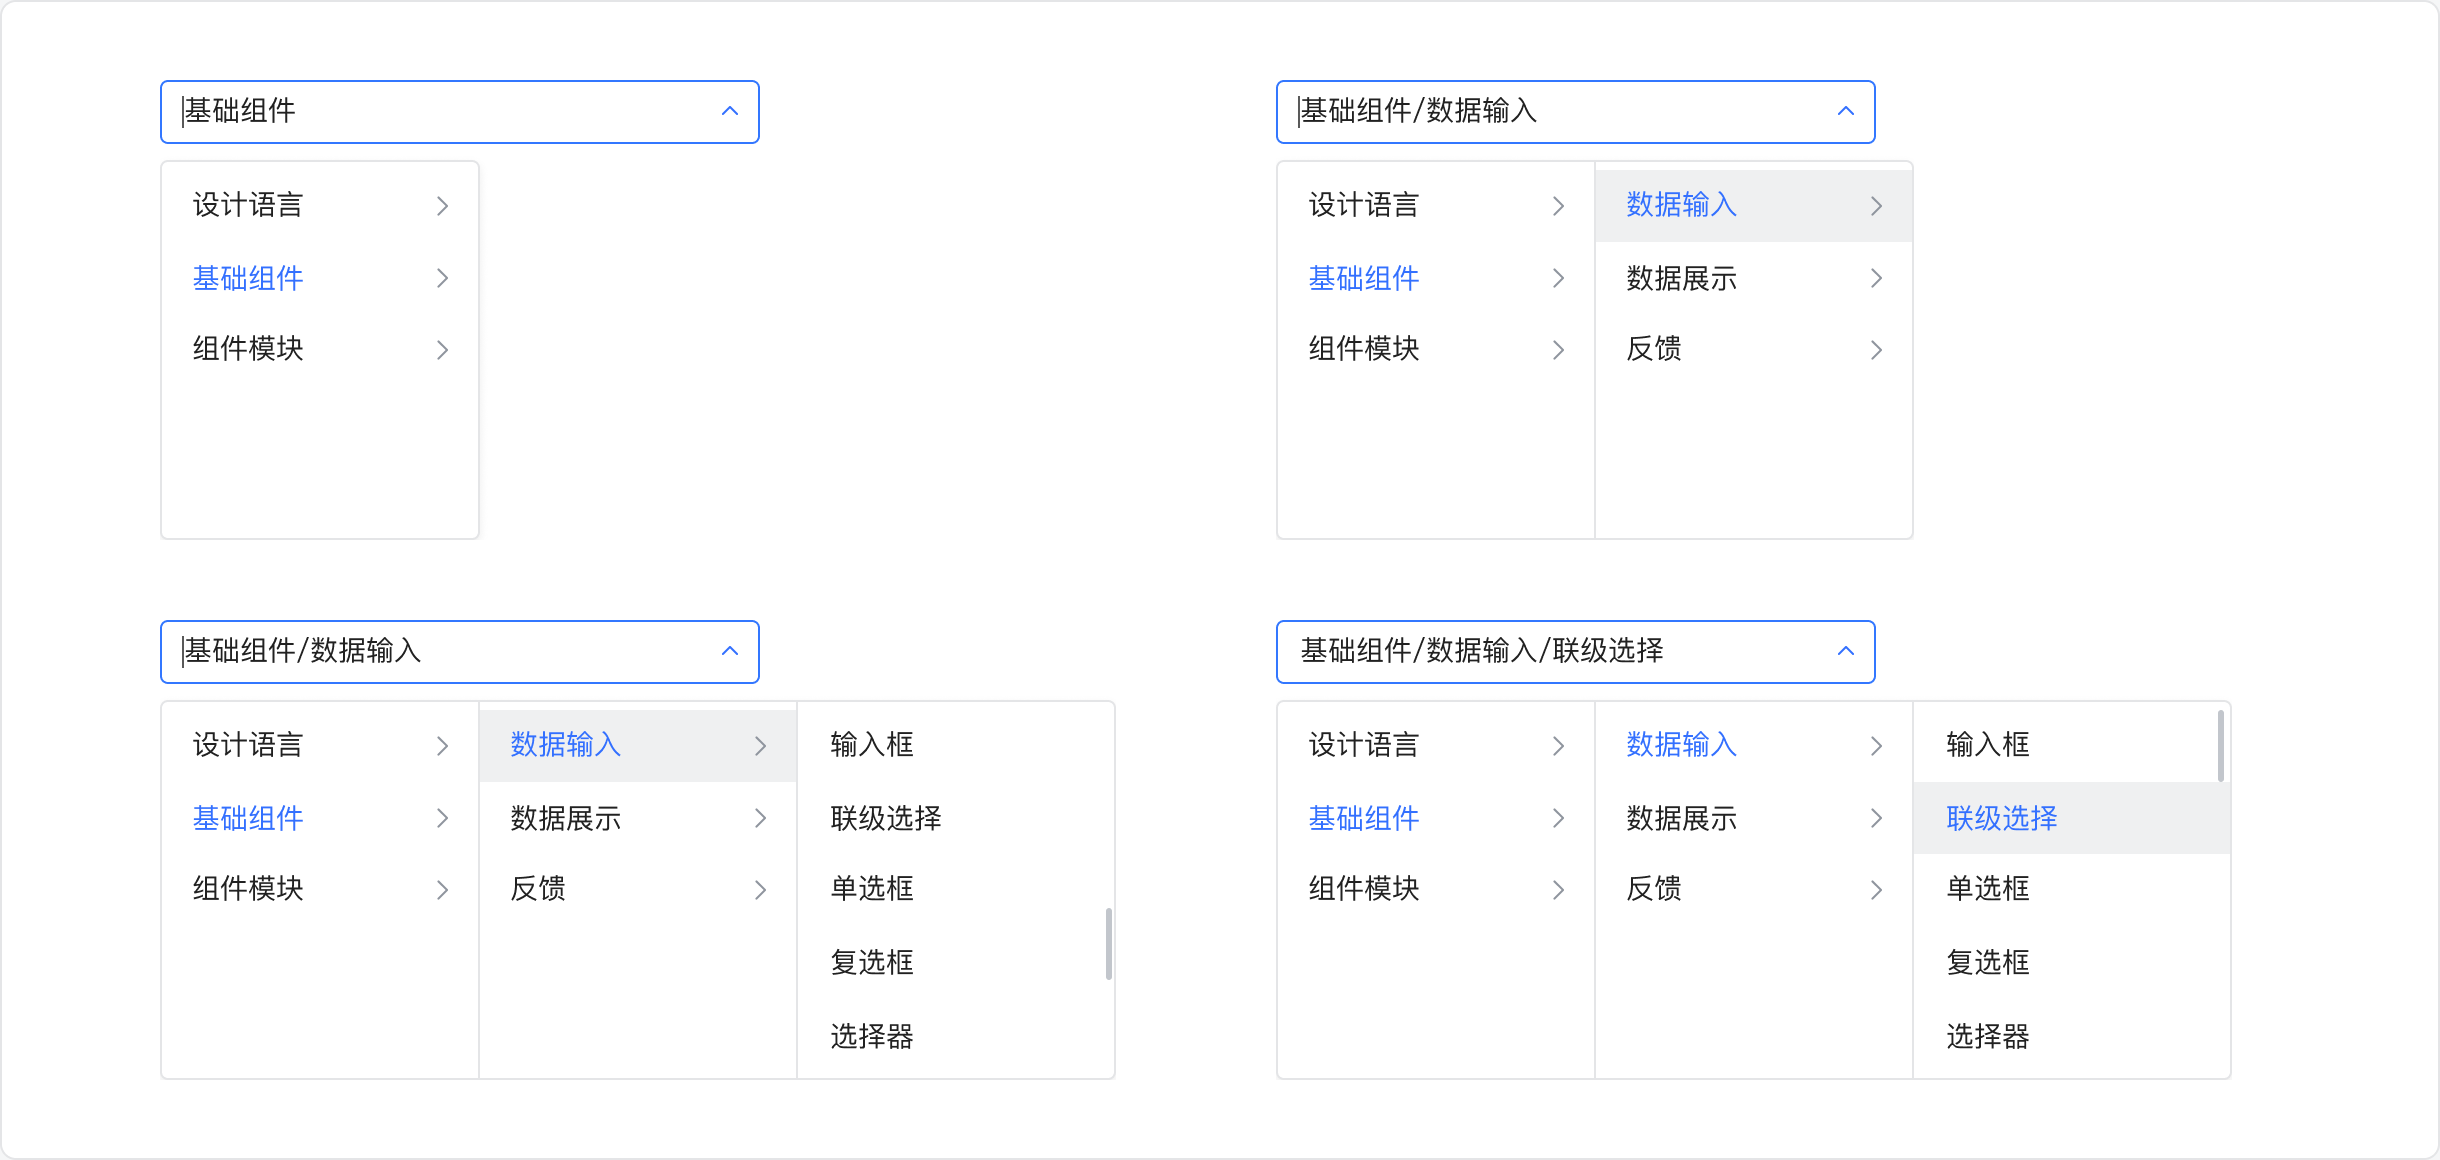 基础组件
设计语言
基础组件
组件模块
基础组件/数据输入
设计语言
基础组件
组件模块
数据输入
数据展示
反馈
基础组件/数据输入
设计语言
基础组件
组件模块
数据输入
数据展示
反馈
输入框
联级选择
单选框
复选框
选择器
基础组件/数据输入/联级选择
设计语言
基础组件
组件模块
数据输入
数据展示
反馈
输入框
联级选择
单选框
复选框
选择器